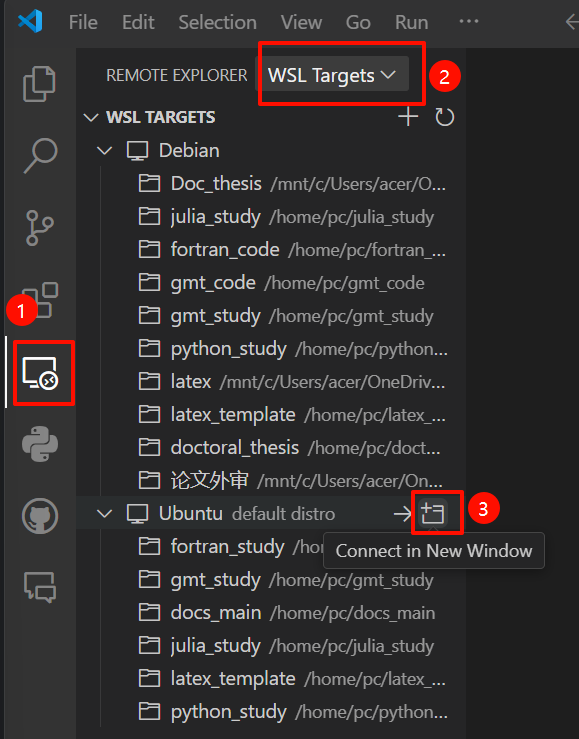 File Edit Selection View Go Run ···
REMOTE EXPLORER WSL Targets 2
WSL TARGETS
Debian
Doc_thesis /mnt/c/Users/acer/O...
julia_study /home/pc/julia_study
fortran_code /home/pc/fortran_...
gmt_code /home/pc/gmt_code
1
gmt_study /home/pc/gmt_study
python_study /home/pc/python...
latex /mnt/c/Users/acer/OneDriv...
latex_template /home/pc/latex_...
doctoral_thesis /home/pc/doct...
论文外审 /mnt/c/Users/acer/On...
Ubuntu default distro 3
fortran_study /ho
Connect in New Window
gmt_study /home/pc/gmt_study
docs_main /home/pc/docs_main
julia_study /home/pc/julia_study
latex_template /home/pc/latex_...
python_study /home/pc/python...